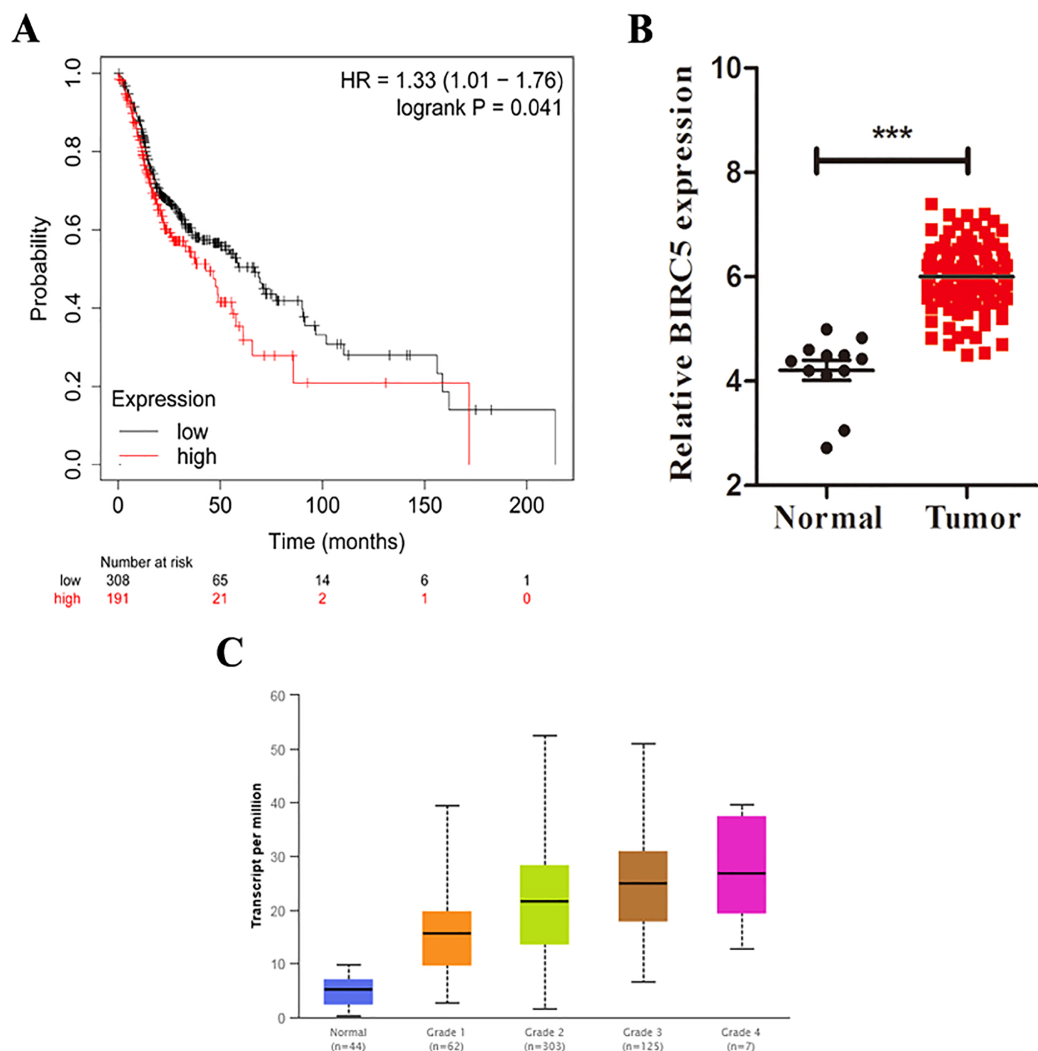 A
HR = 1.33 (1.01 − 1.76)
logrank P = 0.041
Probability
1.0
0.8
0.6
0.4
0.2
0.0
Expression
low
high
0 50 100 150 200
Time (months)
Number at risk
low 308 65 14 6 1
high 191 21 2 1 0
B
Relative BIRC5 expression
10
8
6
4
2
***
Normal Tumor
C
Transcript per million
60
50
40
30
20
10
0
Normal Grade 1 Grade 2 Grade 3 Grade 4
(n=44) (n=62) (n=303) (n=125) (n=7)